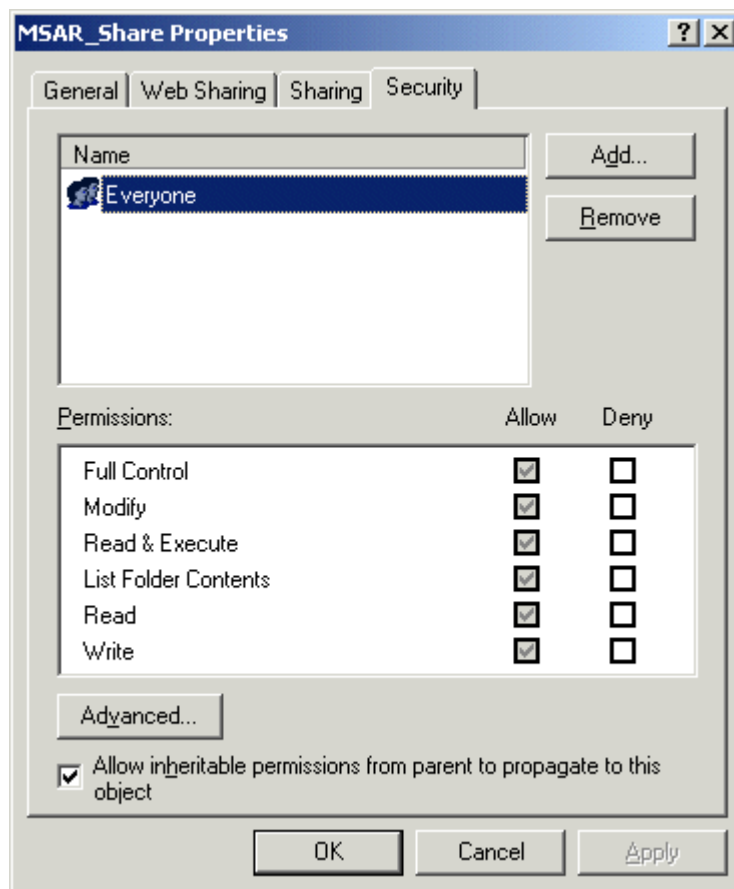 MSAR_Share Properties
General Web Sharing Sharing Security
Name
Add...
Everyone
Remove
Permissions: Allow Deny
Full Control
Modify
Read & Execute
List Folder Contents
Read
Write
Advanced...
Allow inheritable permissions from parent to propagate to this
object
OK Cancel Apply